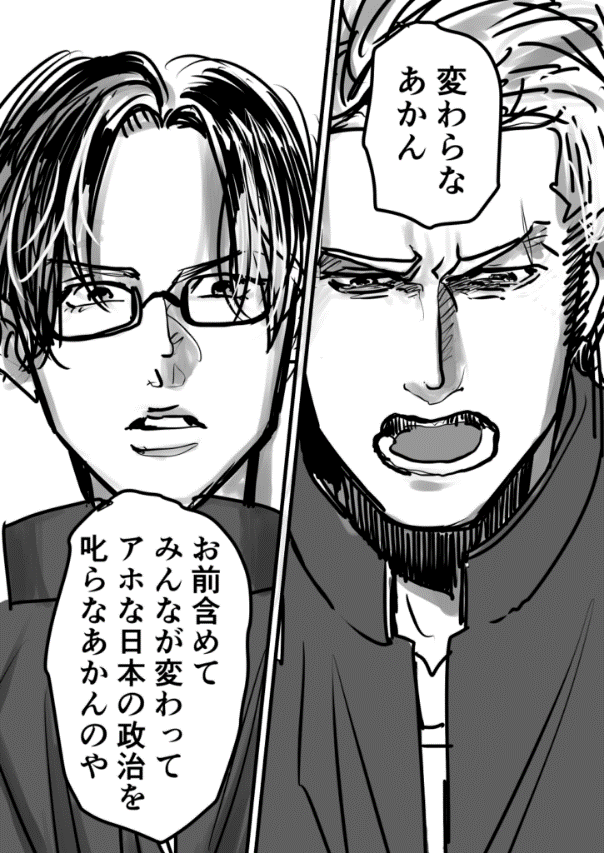 変わらな
あかん
お前含めて
みんなが変わって
アホな日本の政治を
叱らなあかんのや